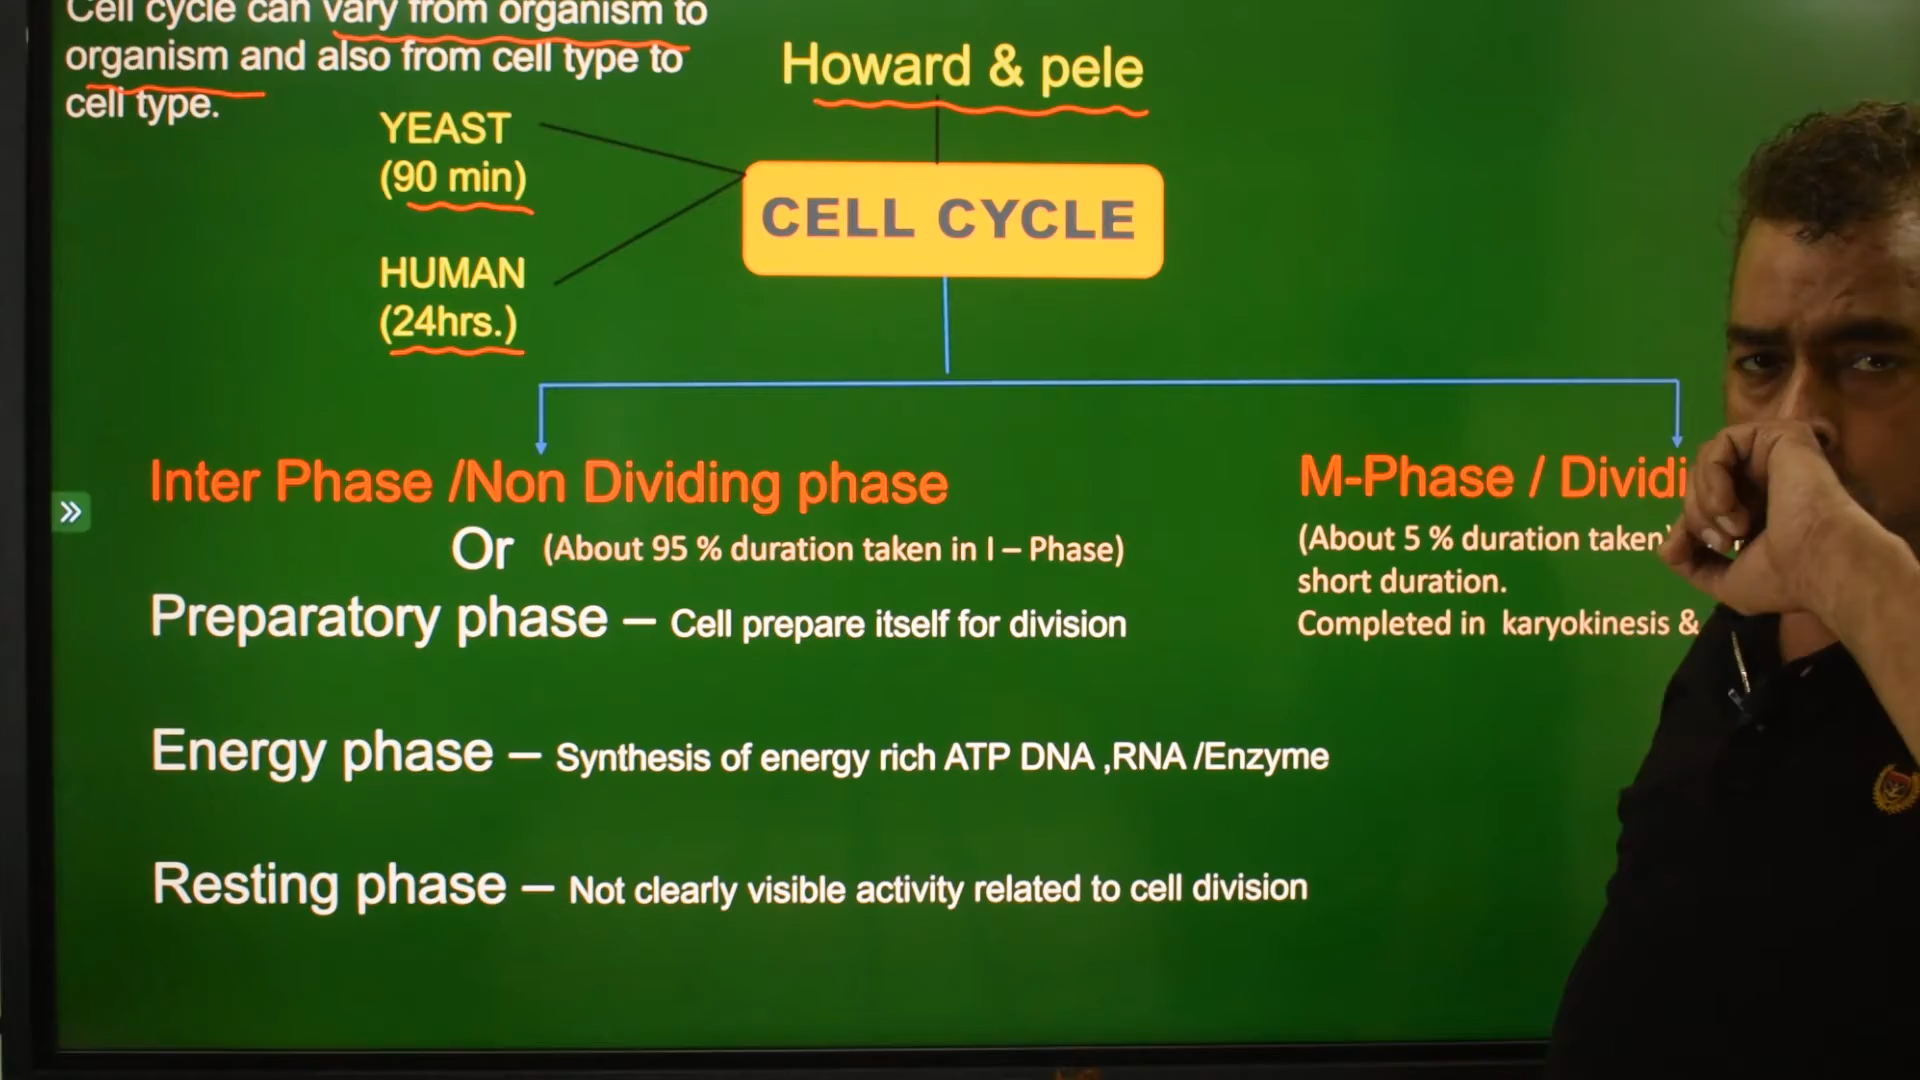 Cell cycle can vary from organism to
organism and also from cell type to
cell type.
Howard & pele
YEAST
(90 min)
CELL CYCLE
HUMAN
(24hrs.)
Inter Phase /Non Dividing phase
Or (About 95 % duration taken in I – Phase)
Preparatory phase – Cell prepare itself for division
Energy phase – Synthesis of energy rich ATP DNA ,RNA /Enzyme
Resting phase – Not clearly visible activity related to cell division
M-Phase /
(About 5 % duration taken)
short duration.
Completed in karyokinesis &